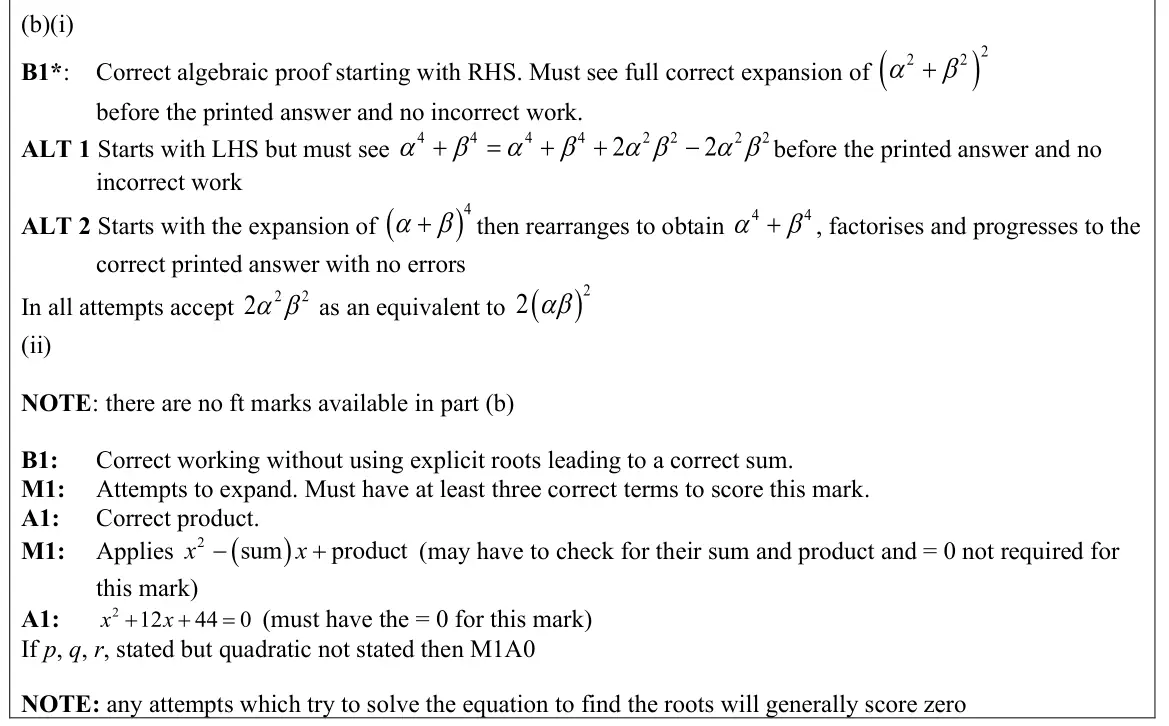 (b)(i)
B1*: Correct algebraic proof starting with RHS. Must see full correct expansion of (α² + β²)²
before the printed answer and no incorrect work.
ALT 1 Starts with LHS but must see α⁴ + β⁴ = α⁴ + β⁴ + 2α²β² − 2α²β² before the printed answer and no
incorrect work
ALT 2 Starts with the expansion of (α + β)⁴ then rearranges to obtain α⁴ + β⁴, factorises and progresses to the
correct printed answer with no errors
In all attempts accept 2α²β² as an equivalent to 2(αβ)²
(ii)
NOTE: there are no ft marks available in part (b)
B1: Correct working without using explicit roots leading to a correct sum.
M1: Attempts to expand. Must have at least three correct terms to score this mark.
A1: Correct product.
M1: Applies x² − (sum)x + product (may have to check for their sum and product and = 0 not required for
this mark)
A1: x² + 12x + 44 = 0 (must have the = 0 for this mark)
If p, q, r, stated but quadratic not stated then M1A0
NOTE: any attempts which try to solve the equation to find the roots will generally score zero